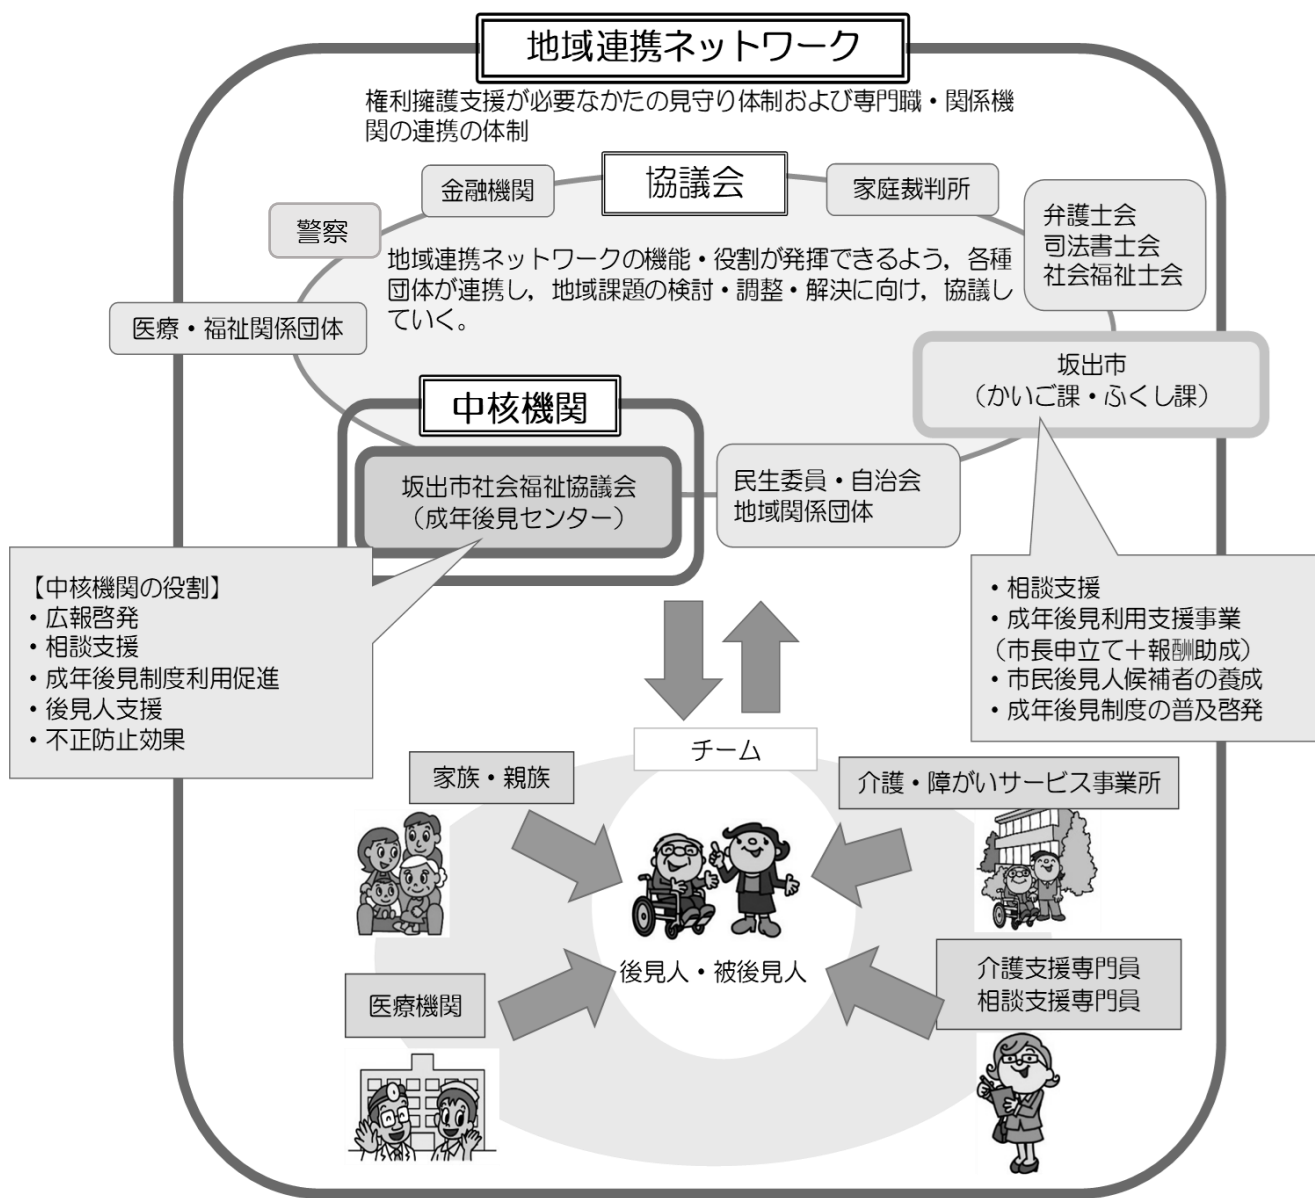 地域連携ネットワーク
権利擁護支援が必要なかたの見守り体制および専門職・関係機
関の連携の体制
協議会
金融機関
家庭裁判所
警察
弁護士会
司法書士会
社会福祉士会
地域連携ネットワークの機能・役割が発揮できるよう，各種
団体が連携し，地域課題の検討・調整・解決に向け，協議し
ていく。
医療・福祉関係団体
坂出市
（かいご課・ふくし課）
中核機関
坂出市社会福祉協議会
（成年後見センター）
民生委員・自治会
地域関係団体
【中核機関の役割】
・広報啓発
・相談支援
・成年後見制度利用促進
・後見人支援
・不正防止効果
・相談支援
・成年後見利用支援事業
（市長申立て＋報酬助成）
・市民後見人候補者の養成
・成年後見制度の普及啓発
チーム
家族・親族
介護・障がいサービス事業所
後見人・被後見人
医療機関
介護支援専門員
相談支援専門員